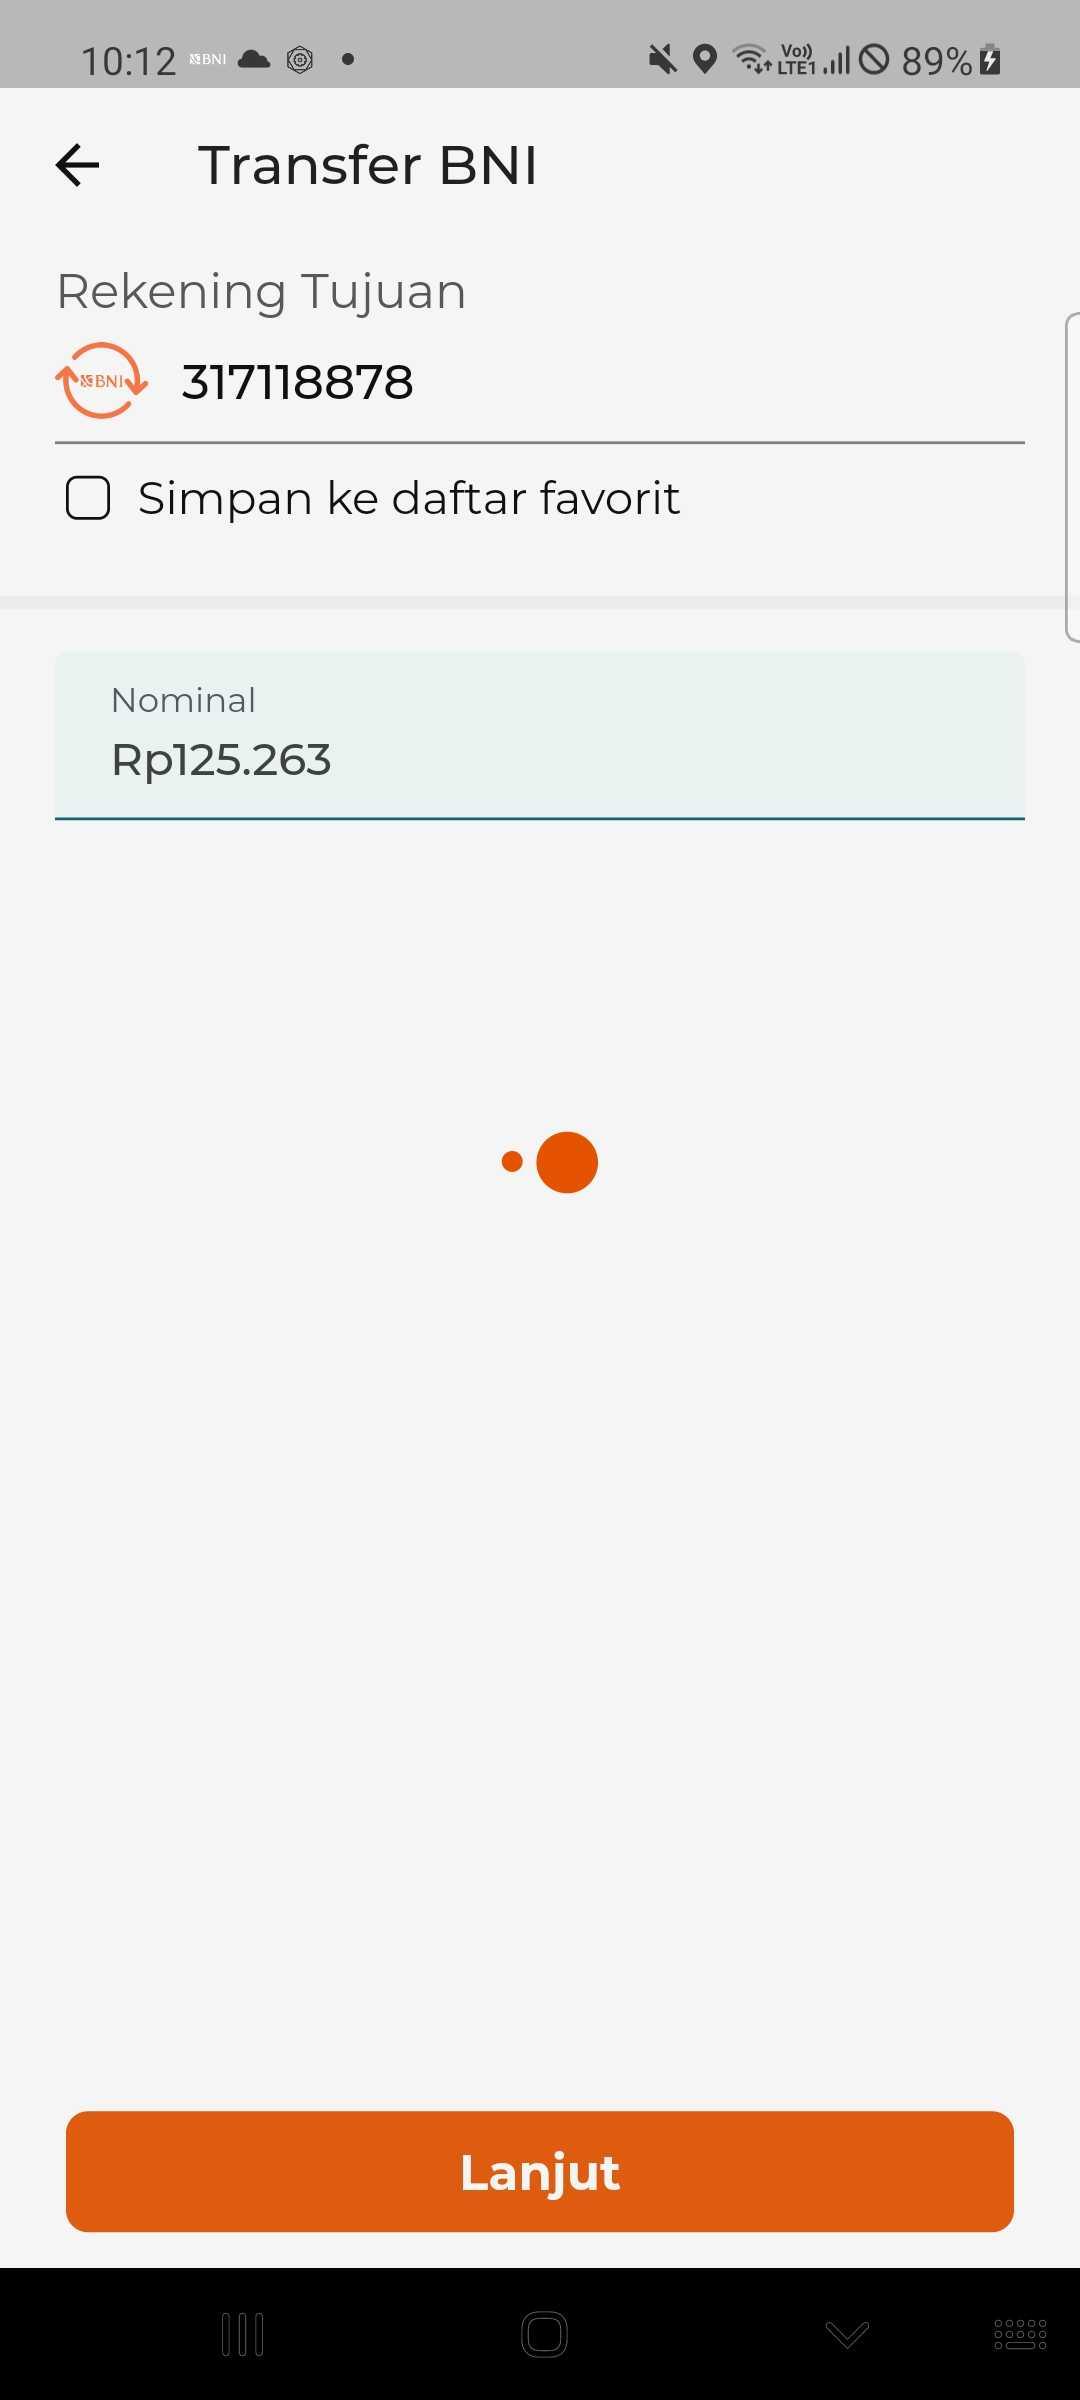 10:12 BNI Vo)) LTE1 89%
Transfer BNI
Rekening Tujuan
BNI 317118878
Simpan ke daftar favorit
Nominal
Rp125.263
Lanjut